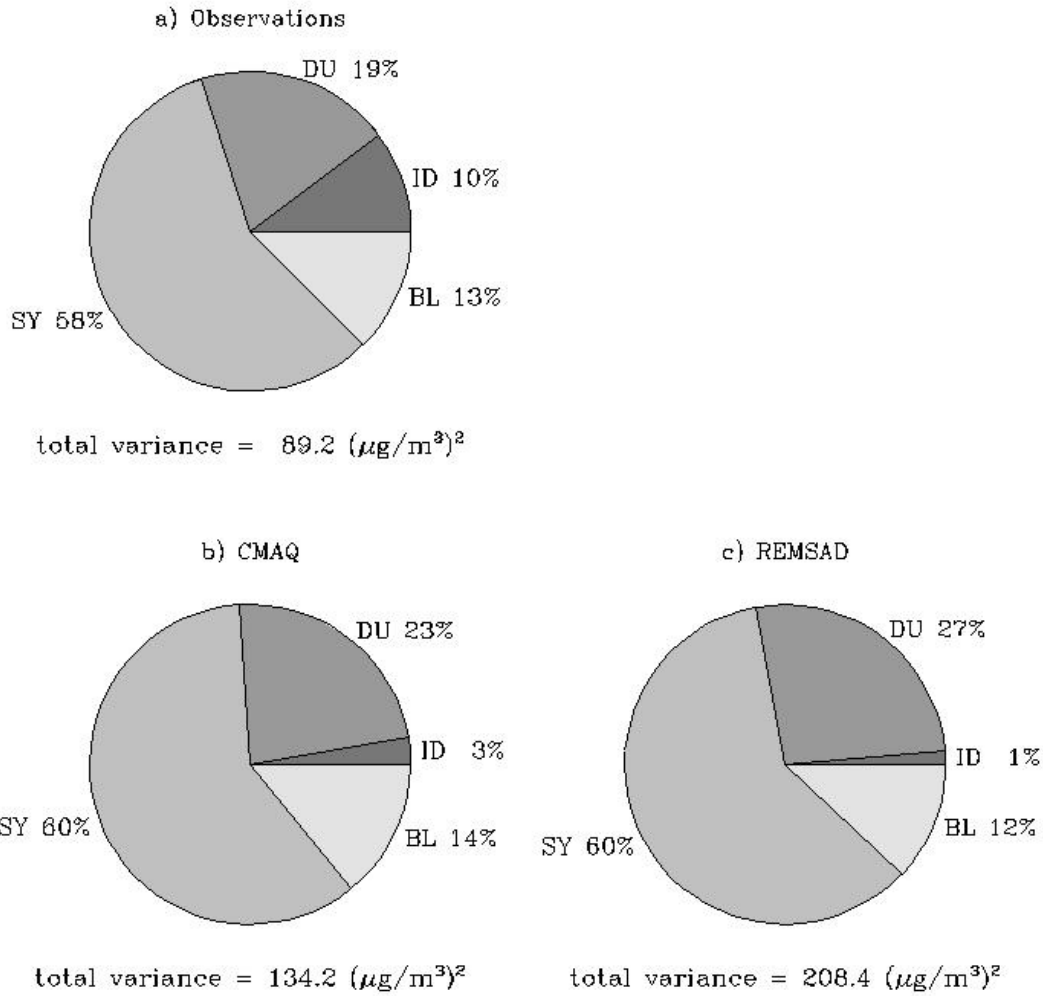 a) Observations
DU 19%
ID 10%
BL 13%
SY 58%
total variance = 89.2 (μg/m³)²
b) CMAQ
DU 23%
ID 3%
SY 60%
BL 14%
total variance = 134.2 (μg/m³)²
c) REMSAD
DU 27%
ID 1%
BL 12%
SY 60%
total variance = 208.4 (μg/m³)²